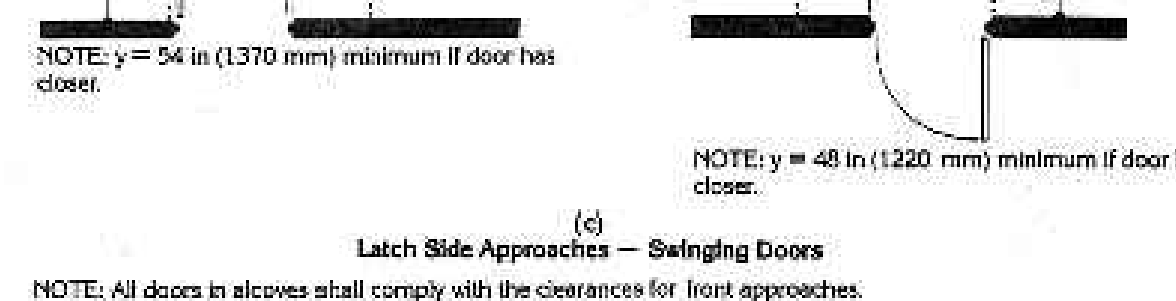 NOTE: y = 54 in (1370 mm) minimum if door has
closer.
NOTE: y = 48 in (1220 mm) minimum if door
closer.
(c)
Latch Side Approaches — Swinging Doors
NOTE: All doors in alcoves shall comply with the clearances for front approaches.